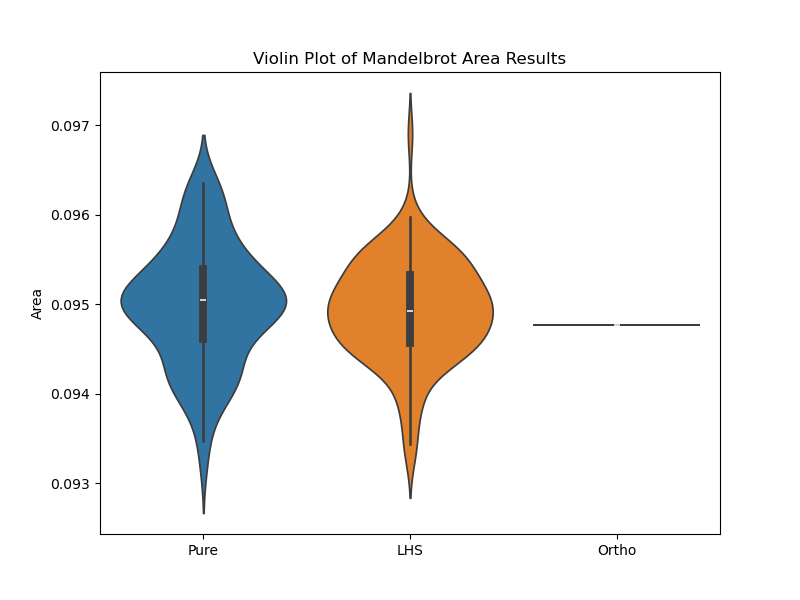 Violin Plot of Mandelbrot Area Results
Area
0.097
0.096
0.095
0.094
0.093
Pure
LHS
Ortho